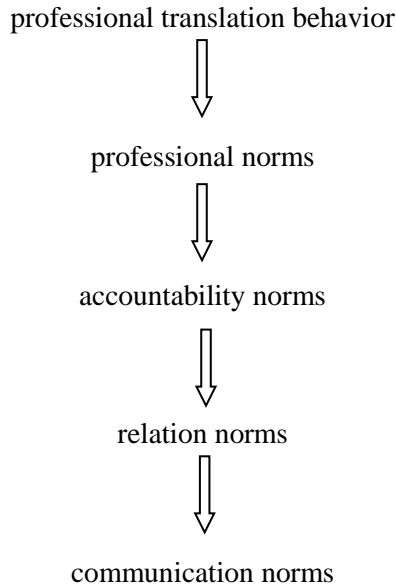 professional translation behavior
professional norms
accountability norms
relation norms
communication norms